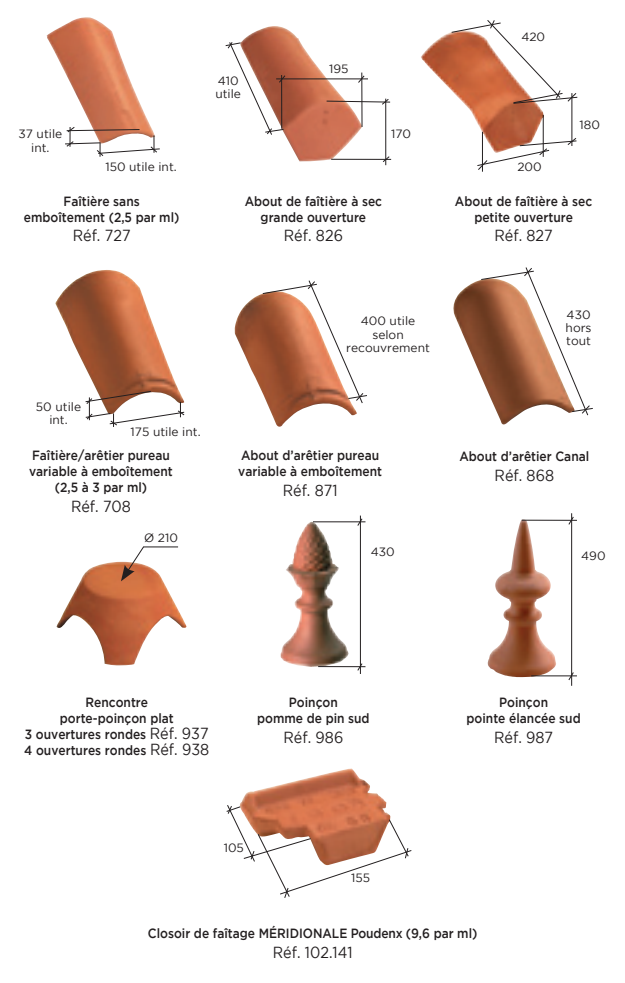 410
utile
195
170
420
180
200
37 utile
int.
150 utile int.
Faîtière sans
emboîtement (2,5 par ml)
Réf. 727
About de faîtière à sec
grande ouverture
Réf. 826
About de faîtière à sec
petite ouverture
Réf. 827
50 utile
int.
175 utile int.
400 utile
selon
recouvrement
430
hors
tout
Faîtière/arêtier pureau
variable à emboîtement
(2,5 à 3 par ml)
Réf. 708
About d'arêtier pureau
variable à emboîtement
Réf. 871
About d'arêtier Canal
Réf. 868
Ø 210
430
490
Rencontre
porte-poinçon plat
3 ouvertures rondes Réf. 937
4 ouvertures rondes Réf. 938
Poinçon
pomme de pin sud
Réf. 986
Poinçon
pointe élancée sud
Réf. 987
105
155
Closoir de faîtage MÉRIDIONALE Poudenx (9,6 par ml)
Réf. 102.141